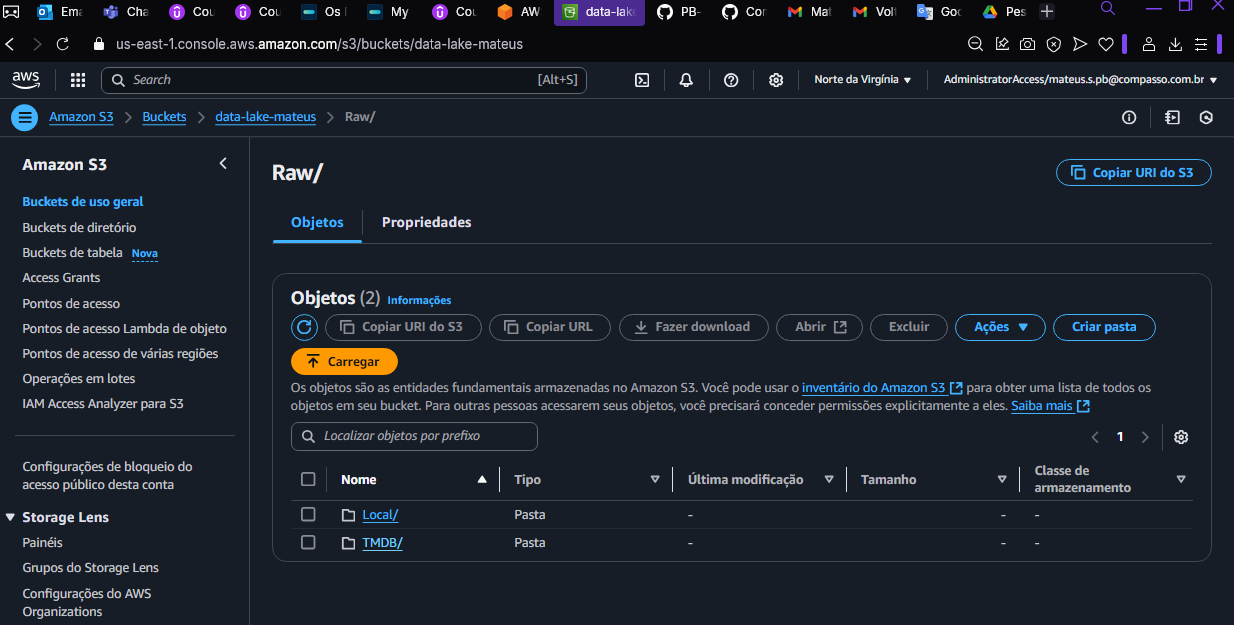 Ema
Cha
Cou
Cou
Os
My
Cou
AW
data-lake
PB-
Cor
Mat
Vol
Goo
Pes
us-east-1.console.aws.amazon.com/s3/buckets/data-lake-mateus
aws
Search
[Alt+S]
Norte da Virgínia
AdministratorAccess/mateus.s.pb@compasso.com.br
Amazon S3
Buckets
data-lake-mateus
Raw/
Amazon S3
Buckets de uso geral
Buckets de diretório
Buckets de tabela Nova
Access Grants
Pontos de acesso
Pontos de acesso Lambda de objeto
Pontos de acesso de várias regiões
Operações em lotes
IAM Access Analyzer para S3
Configurações de bloqueio do
acesso público desta conta
Storage Lens
Painéis
Grupos do Storage Lens
Configurações do AWS
Organizations
Raw/
Copiar URI do S3
Objetos
Propriedades
Objetos (2) Informações
Copiar URI do S3
Copiar URL
Fazer download
Abrir
Excluir
Ações
Criar pasta
Carregar
Os objetos são as entidades fundamentais armazenadas no Amazon S3. Você pode usar o inventário do Amazon S3 para obter uma lista de todos os
objetos em seu bucket. Para outras pessoas acessarem seus objetos, você precisará conceder permissões explicitamente a eles. Saiba mais
Localizar objetos por prefixo
1
Nome
Tipo
Última modificação
Tamanho
Classe de
armazenamento
Local/ Pasta - - -
TMDB/ Pasta - - -